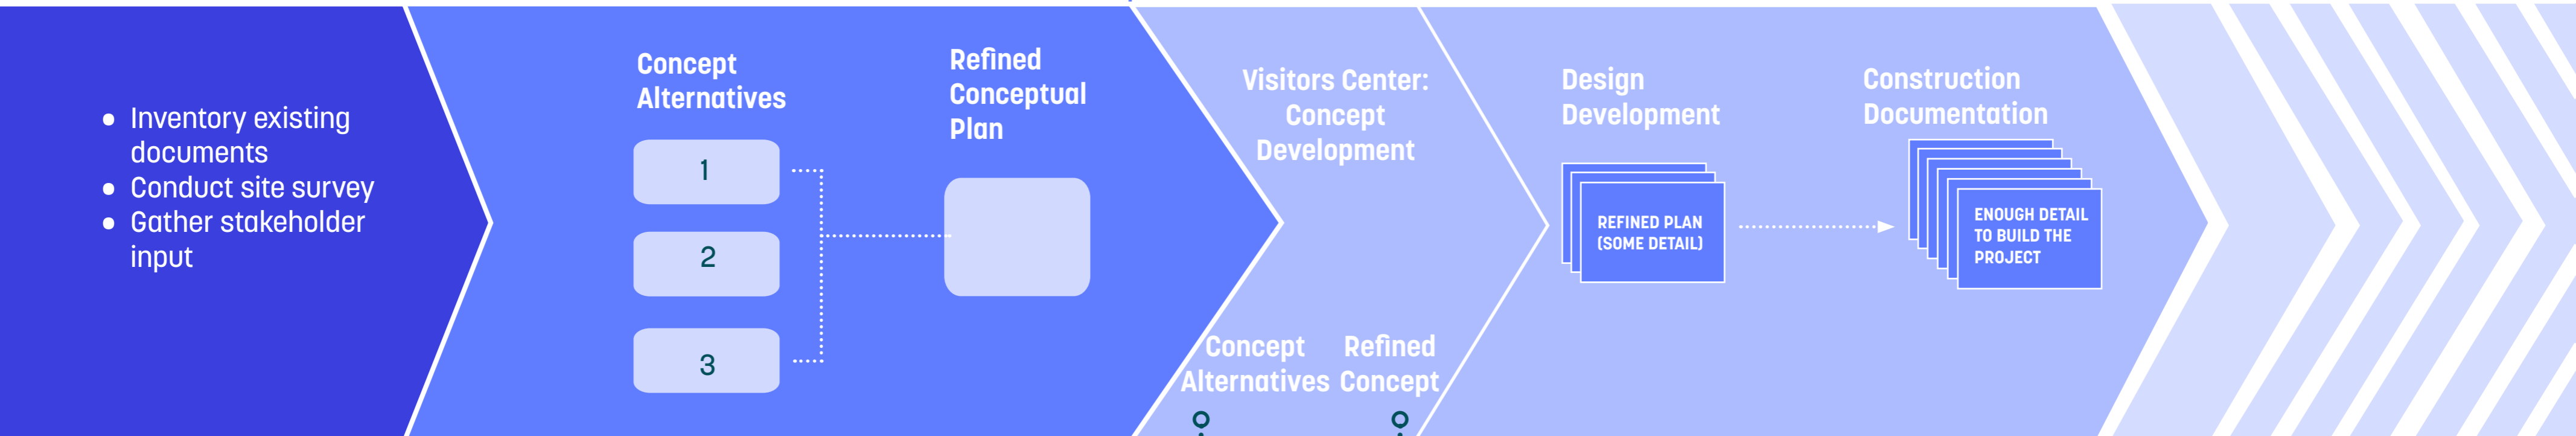 ● Inventory existing
documents
● Conduct site survey
● Gather stakeholder
input
Concept
Alternatives
1
2
3
Refined
Conceptual
Plan
Visitors Center:
Concept
Development
Concept
Alternatives
Refined
Concept
Design
Development
REFINED PLAN
(SOME DETAIL)
Construction
Documentation
ENOUGH DETAIL
TO BUILD THE
PROJECT